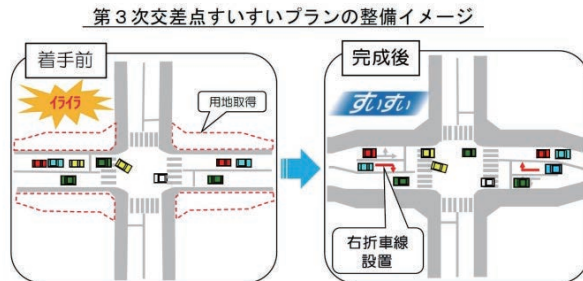 第３次交差点すいすいプランの整備イメージ
着手前
イライラ
用地取得
完成後
すいすい
右折車線
設置